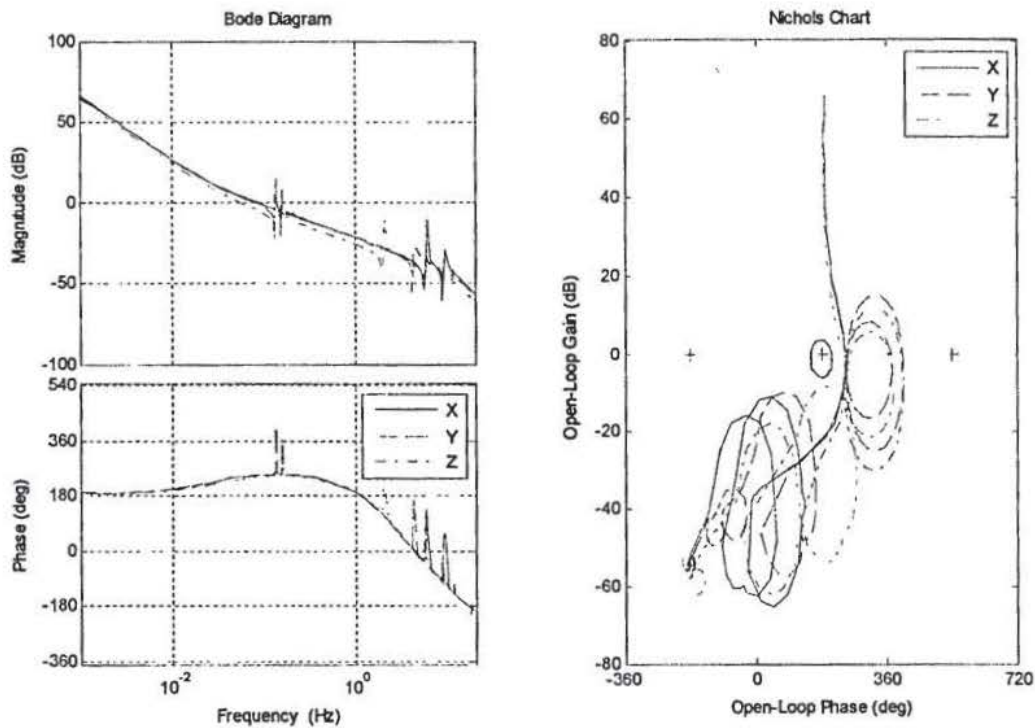 Bode Diagram
100
50
0
-50
-100
Magnitude (dB)
540
360
180
0
-180
-360
Phase (deg)
X
Y
Z
10-2
100
Frequency (Hz)
Nichols Chart
80
60
40
20
0
-20
-40
-60
-80
Open-Loop Gain (dB)
X
Y
Z
-360
0
360
720
Open-Loop Phase (deg)